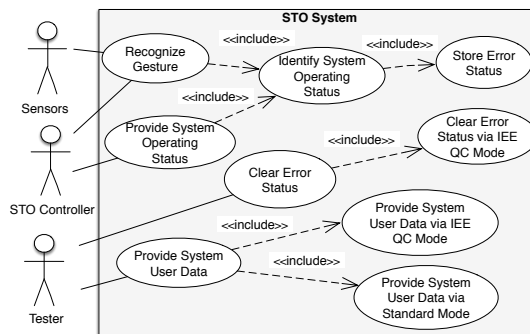 STO System
Sensors
Recognize
Gesture
<<include>>
Identify System
Operating
Status
<<include>>
Store Error
Status
STO Controller
Provide System
Operating
Status
<<include>>
Clear Error
Status
<<include>>
Clear Error
Status via IEE
QC Mode
Tester
Provide System
User Data
<<include>>
Provide System
User Data via IEE
QC Mode
<<include>>
Provide System
User Data via
Standard Mode